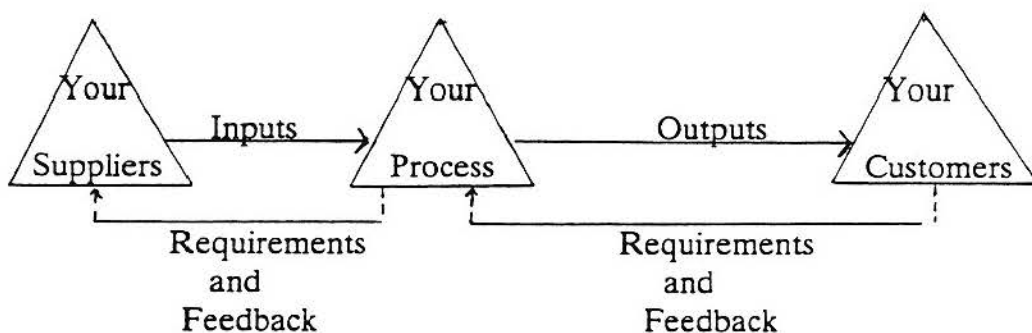 Your
Suppliers
Inputs
Your
Process
Outputs
Your
Customers
Requirements
and
Feedback
Requirements
and
Feedback